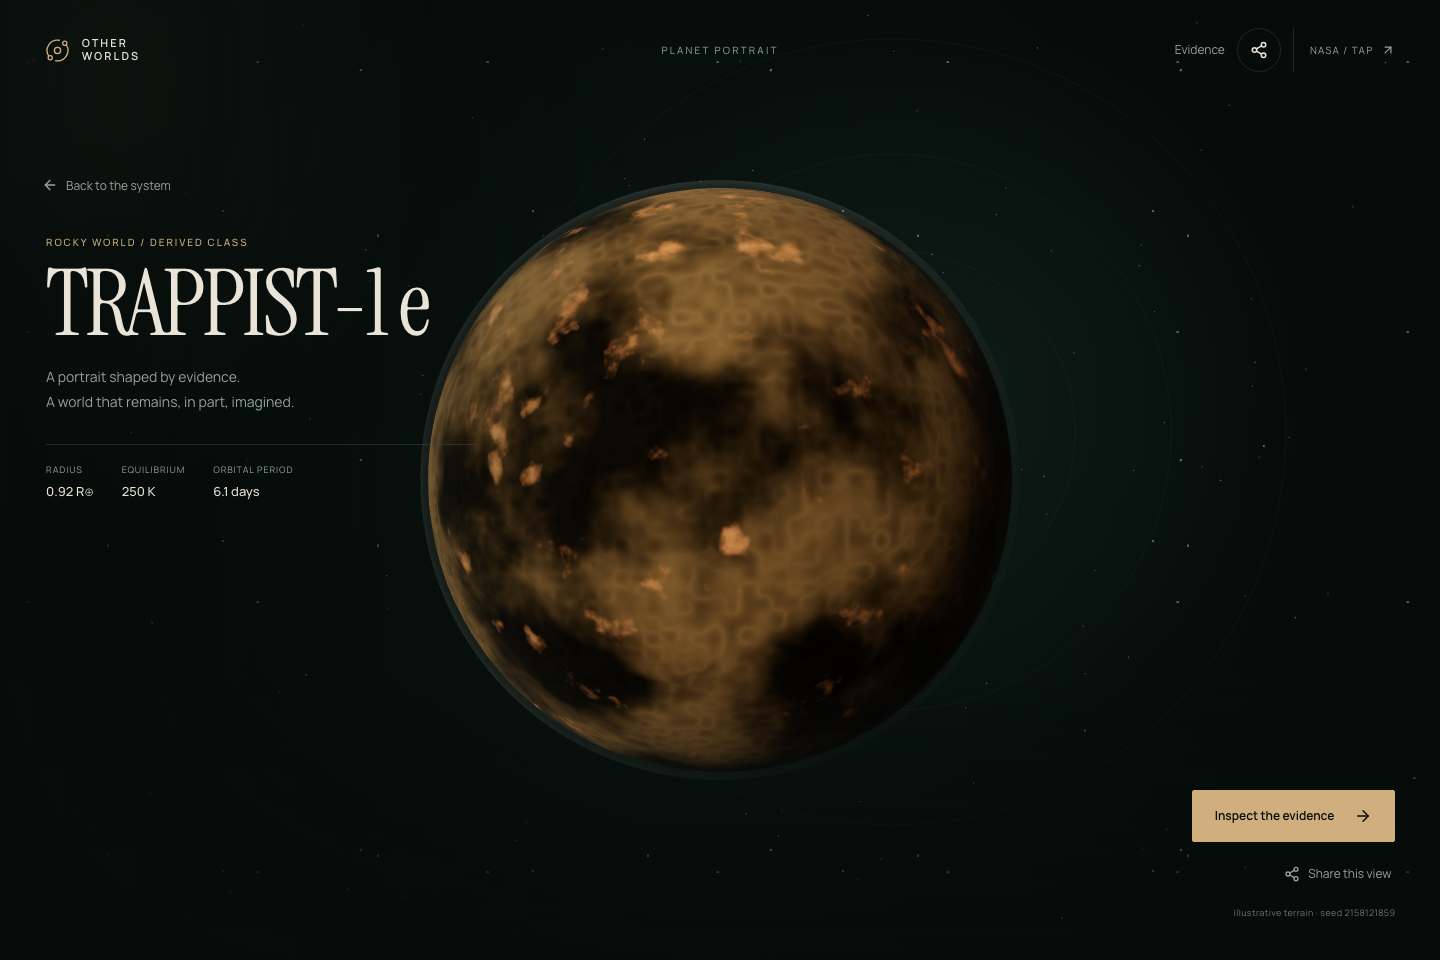 OTHER
WORLDS
PLANET PORTRAIT
Evidence
NASA / TAP
Back to the system
ROCKY WORLD / DERIVED CLASS
TRAPPIST-1 e
A portrait shaped by evidence.
A world that remains, in part, imagined.
RADIUS
0.92 R⊕
EQUILIBRIUM
250 K
ORBITAL PERIOD
6.1 days
Inspect the evidence
Share this view
Illustrative terrain · seed 2158121859